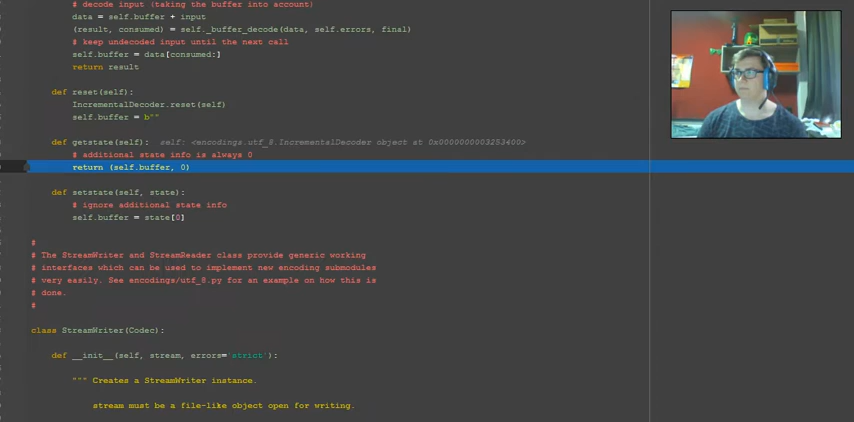 # decode input (taking the buffer into account)
data = self.buffer + input
(result, consumed) = self._buffer_decode(data, self.errors, final)
# keep undecoded input until the next call
self.buffer = data[consumed:]
return result
def reset(self):
IncrementalDecoder.reset(self)
self.buffer = b""
def getstate(self): self: <encodings.utf_8.IncrementalDecoder object at 0x0000000003253400>
# additional state info is always 0
return (self.buffer, 0)
def setstate(self, state):
# ignore additional state info
self.buffer = state[0]
#
# The StreamWriter and StreamReader class provide generic working
# interfaces which can be used to implement new encoding submodules
# very easily. See encodings/utf_8.py for an example on how this is
# done.
#
class StreamWriter(Codec):
def __init__(self, stream, errors='strict'):
""" Creates a StreamWriter instance.
stream must be a file-like object open for writing.